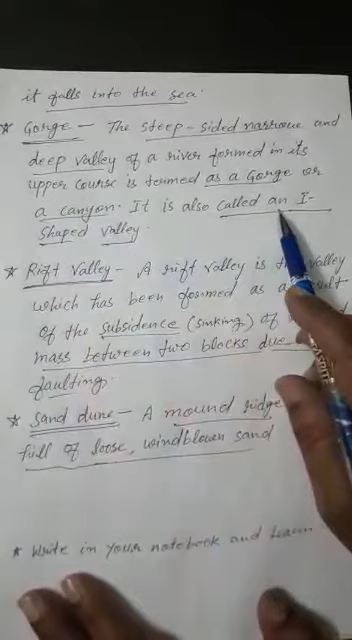 it falls into the sea.
* Gorge - The steep-sided narrow and
deep valley of a river formed in its
upper course is termed as a Gorge or
a canyon. It is also called an I-
shaped valley.
* Rift Valley - A rift valley is the valley
which has been formed as a
of the subsidence (sinking) of
mass between two blocks due
faulting.
* Sand dune - A mound ridge
full of loose, windblown sand
* Write in your notebook and learn